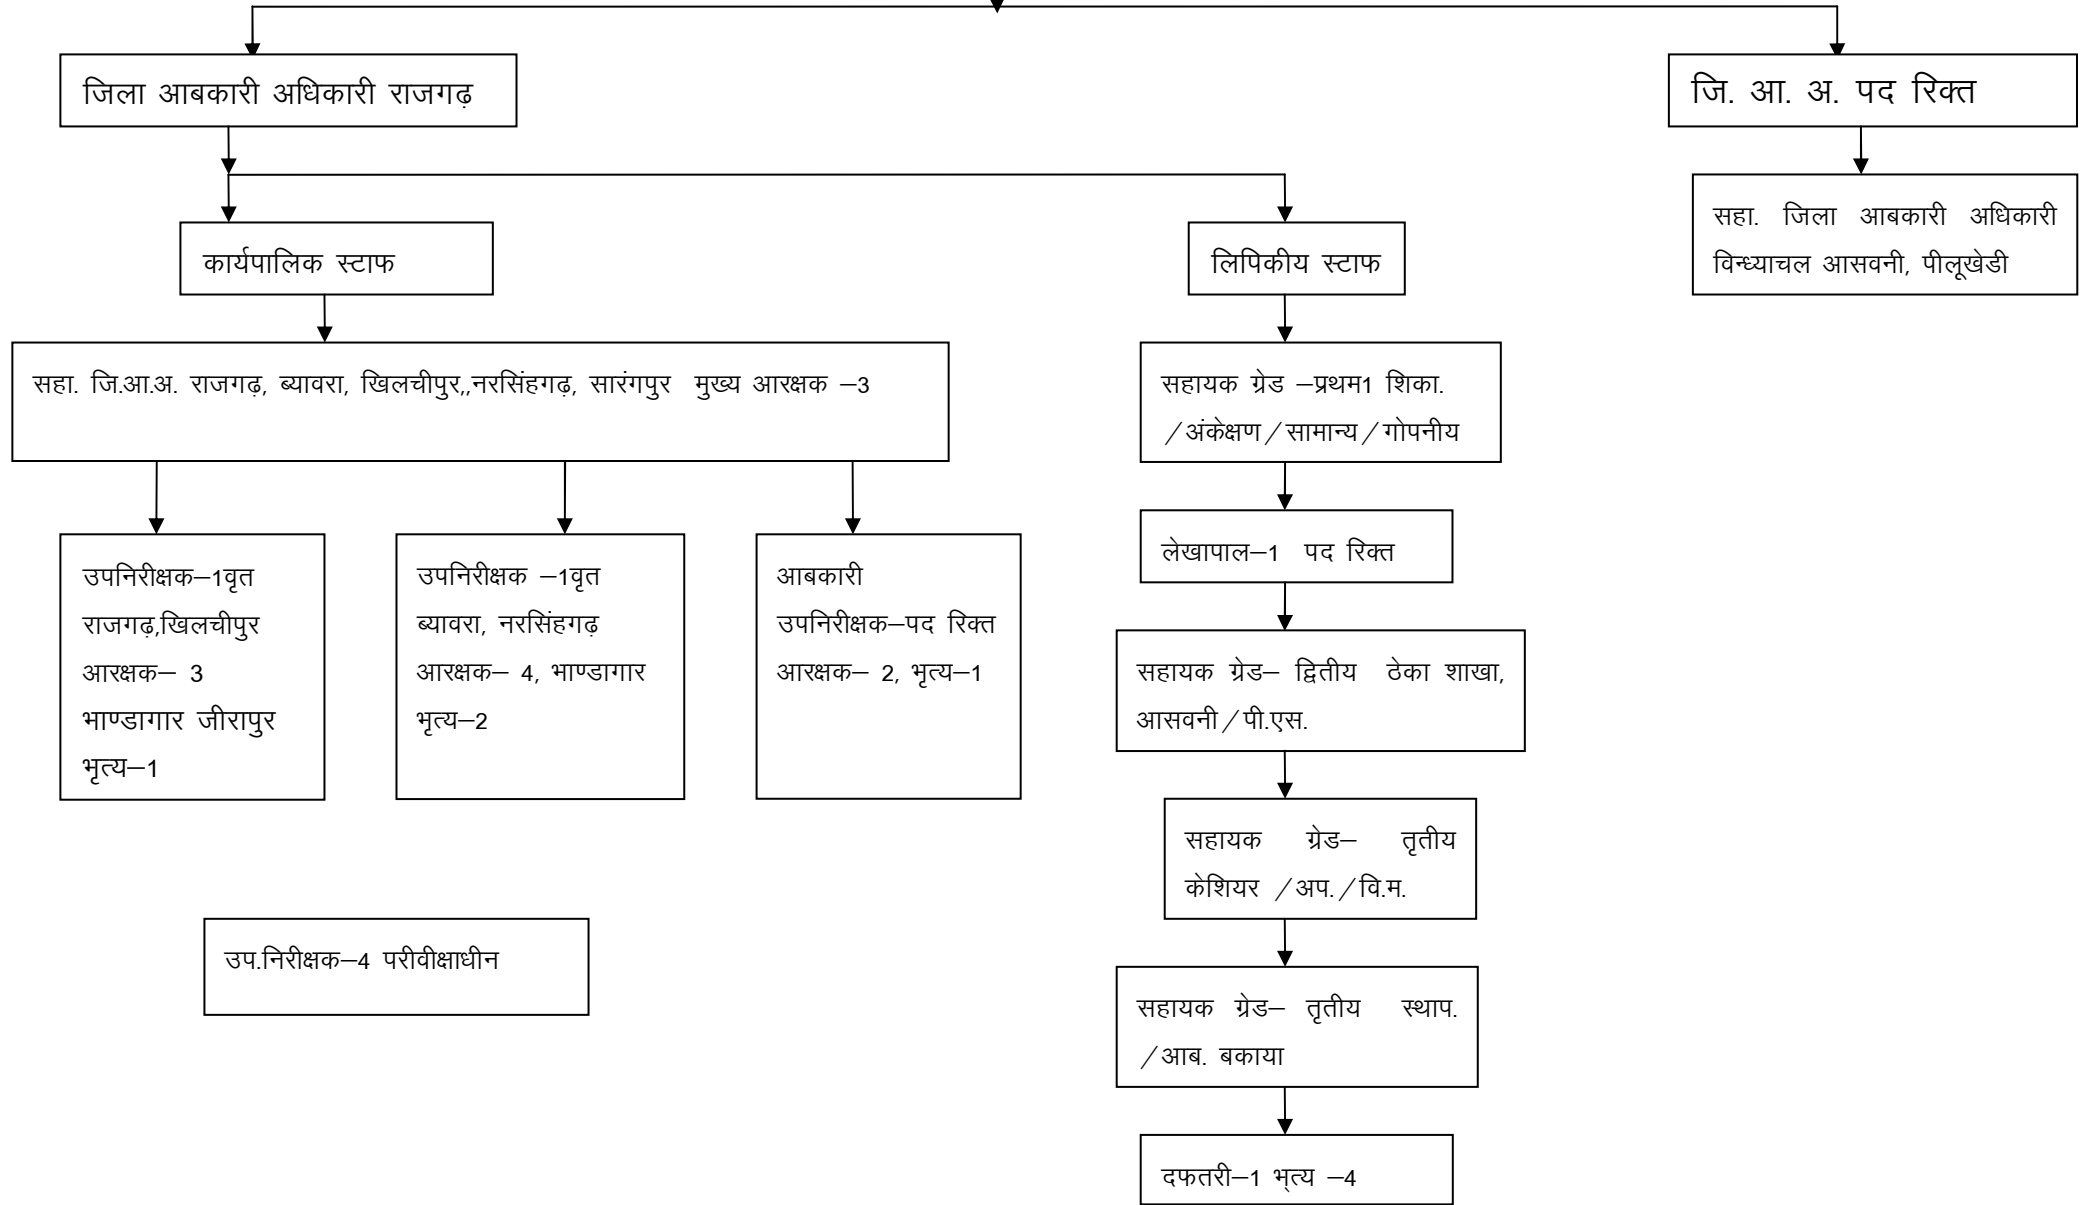 जिला आबकारी अधिकारी राजगढ़
जि. आ. अ. पद रिक्त
सहा. जिला आबकारी अधिकारी
विन्ध्याचल आसवनी, पीलूखेडी
कार्यपालिक स्टाफ
लिपिकीय स्टाफ
सहा. जि.आ.अ. राजगढ़, ब्यावरा, खिलचीपुर,,नरसिंहगढ़, सारंगपुर मुख्य आरक्षक –3
सहायक ग्रेड –प्रथम1 शिका.
/अंकेक्षण/सामान्य/गोपनीय
लेखापाल–1 पद रिक्त
उपनिरीक्षक–1वृत
राजगढ़,खिलचीपुर
आरक्षक– 3
भाण्डागार जीरापुर
भृत्य–1
उपनिरीक्षक –1वृत
ब्यावरा, नरसिंहगढ़
आरक्षक– 4, भाण्डागार
भृत्य–2
आबकारी
उपनिरीक्षक–पद रिक्त
आरक्षक– 2, भृत्य–1
सहायक ग्रेड– द्वितीय ठेका शाखा,
आसवनी/पी.एस.
सहायक ग्रेड– तृतीय
केशियर /अप./वि.म.
उप.निरीक्षक–4 परीवीक्षाधीन
सहायक ग्रेड– तृतीय स्थाप.
/आब. बकाया
दफतरी–1 भृत्य –4